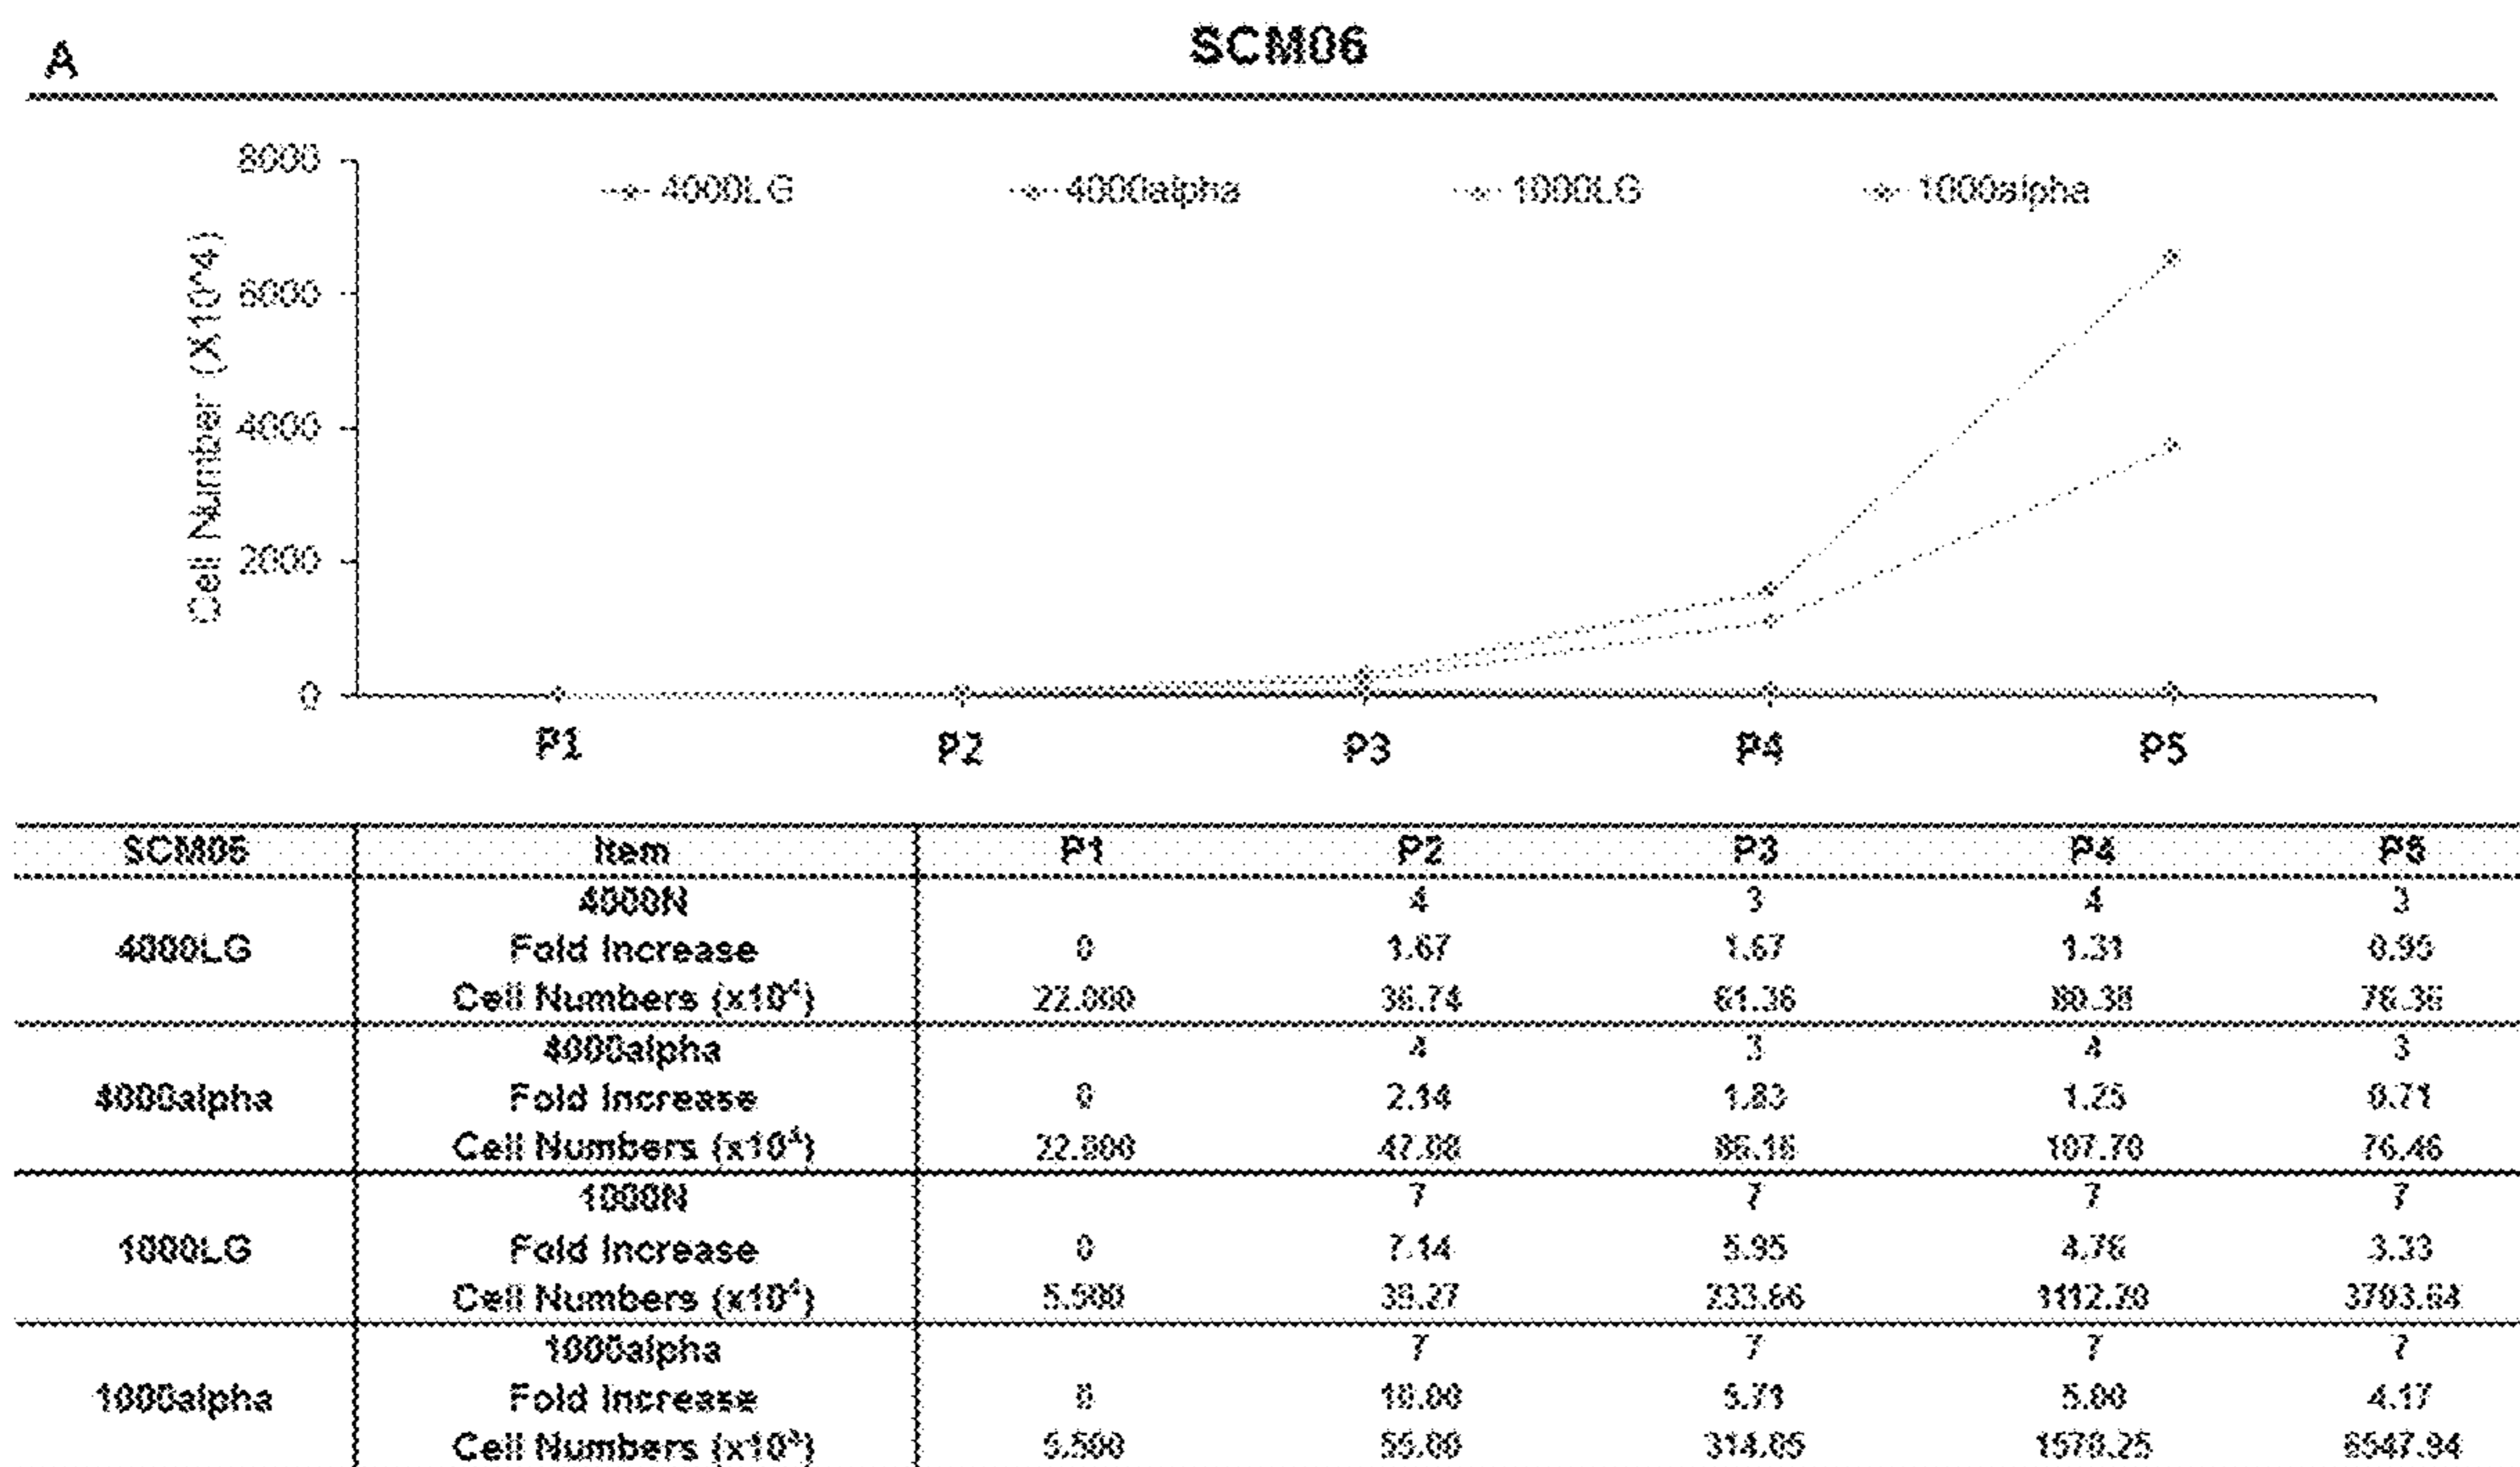 A
SCM06
8000
6000
4000
2000
0
Cell Number (X10^4)
4000LG 4000alpha 1000LG 1000alpha
P1 P2 P3 P4 P5
SCM06 Item P1 P2 P3 P4 P5
4000N 4 3 4 3
4000LG Fold Increase 0 1.67 1.67 1.31 0.95
Cell Numbers (x10⁴) 22.000 36.74 61.36 80.38 76.36
4000alpha 4 3 4 3
4000alpha Fold Increase 0 2.14 1.83 1.25 0.71
Cell Numbers (x10⁴) 22.000 47.08 86.16 107.70 76.46
1000N 7 7 7 7
1000LG Fold Increase 0 7.14 5.95 4.76 3.33
Cell Numbers (x10⁴) 5.500 39.27 233.66 1112.20 3703.64
1000alpha 7 7 7 7
1000alpha Fold Increase 0 10.00 5.71 5.00 4.17
Cell Numbers (x10⁴) 5.500 55.00 314.05 1570.25 6547.94